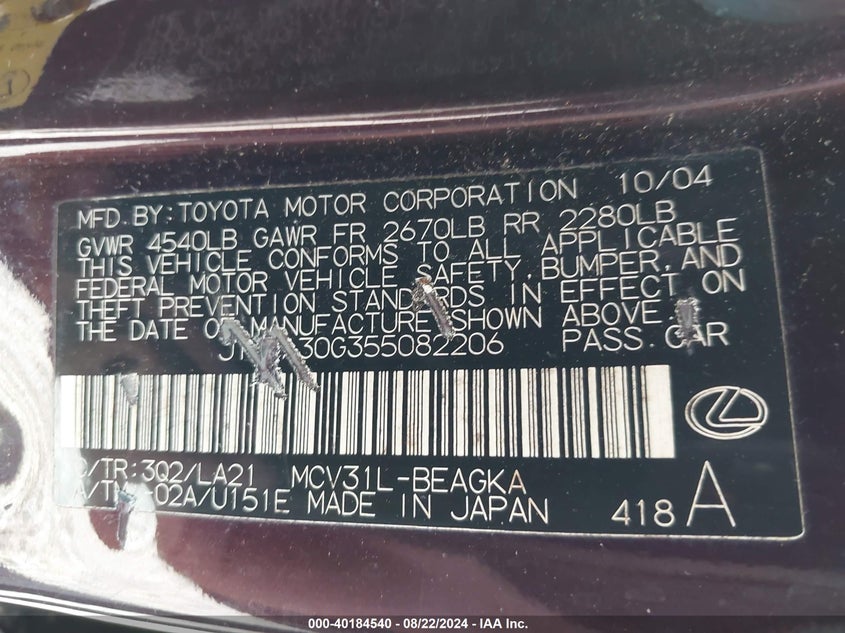 MFD.BY:TOYOTA MOTOR CORPORATION 10/04
GVWR 4540LB GAWR FR 2670LB RR 2280LB
THIS VEHICLE CONFORMS TO ALL APPLICABLE
FEDERAL MOTOR VEHICLE SAFETY, BUMPER, AND
THEFT PREVENTION STANDARDS IN EFFECT ON
THE DATE OF MANUFACTURE SHOWN ABOVE.
30G355082206 PASS.CAR
/TR:3Q2/LA21 MCV31L-BEAGKA
-02A/U151E MADE IN JAPAN 418 A
000-40184540 - 08/22/2024 - IAA Inc.